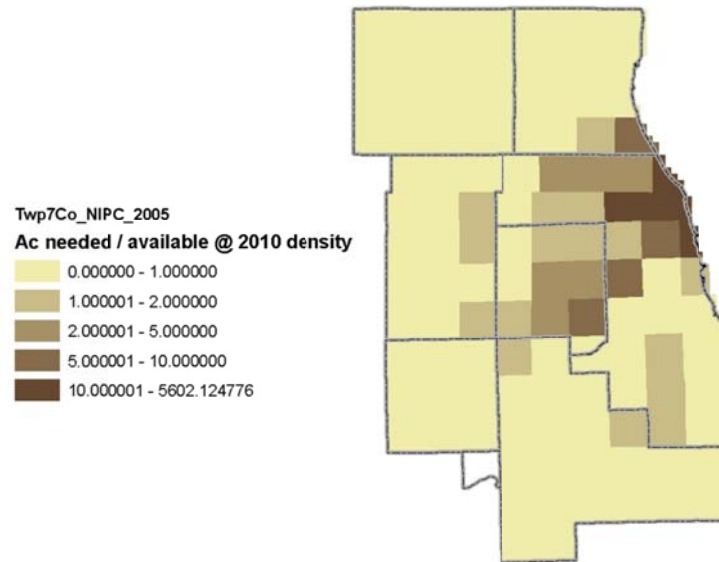 Twp7Co_NIPC_2005
Ac needed / available @ 2010 density
0.000000 - 1.000000
1.000001 - 2.000000
2.000001 - 5.000000
5.000001 - 10.000000
10.000001 - 5602.124776